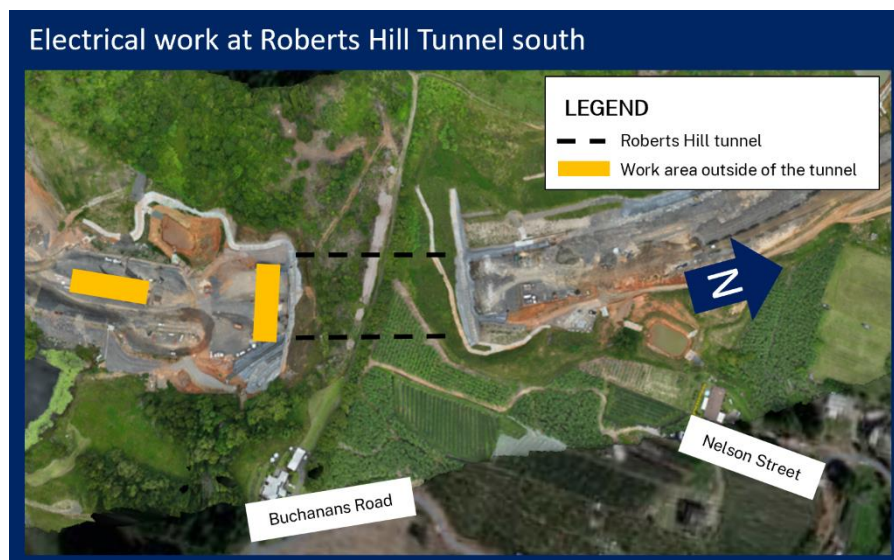 Electrical work at Roberts Hill Tunnel south
LEGEND
Roberts Hill tunnel
Work area outside of the tunnel
N
Nelson Street
Buchanans Road